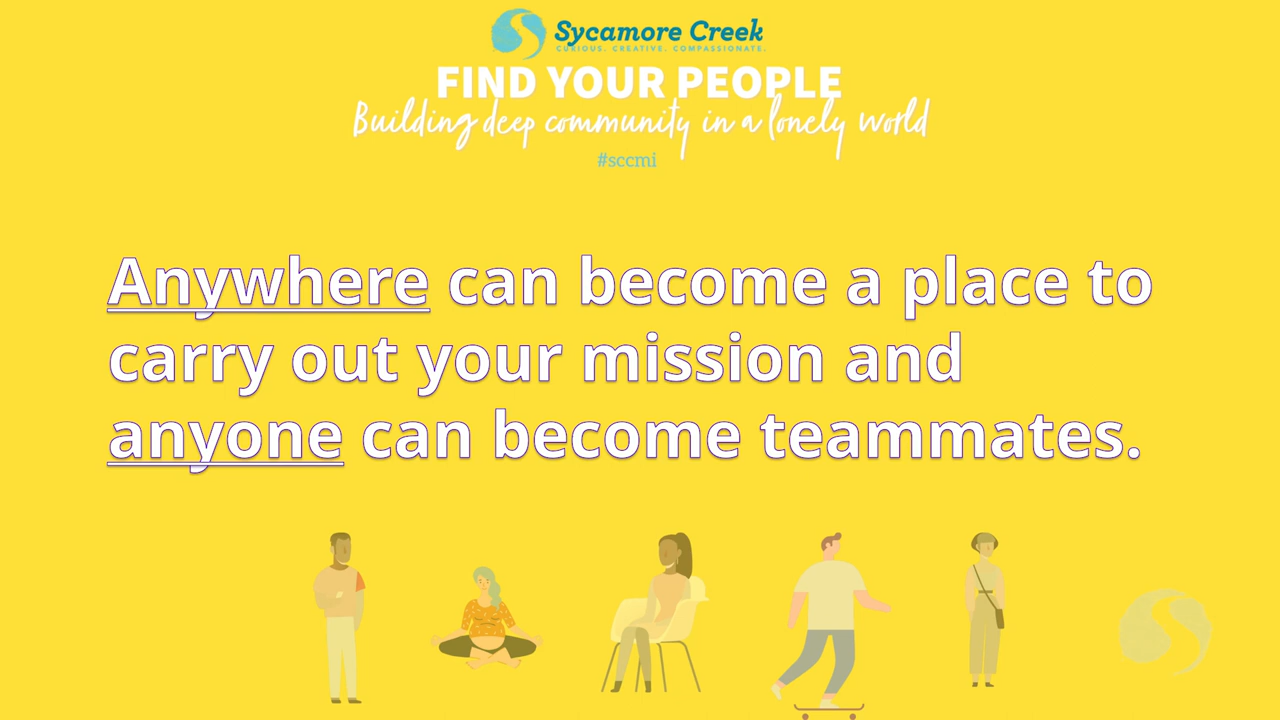 Sycamore Creek
CURIOUS. CREATIVE. COMPASSIONATE.
FIND YOUR PEOPLE
Building deep community in a lonely world
#sccmi
Anywhere can become a place to
carry out your mission and
anyone can become teammates.